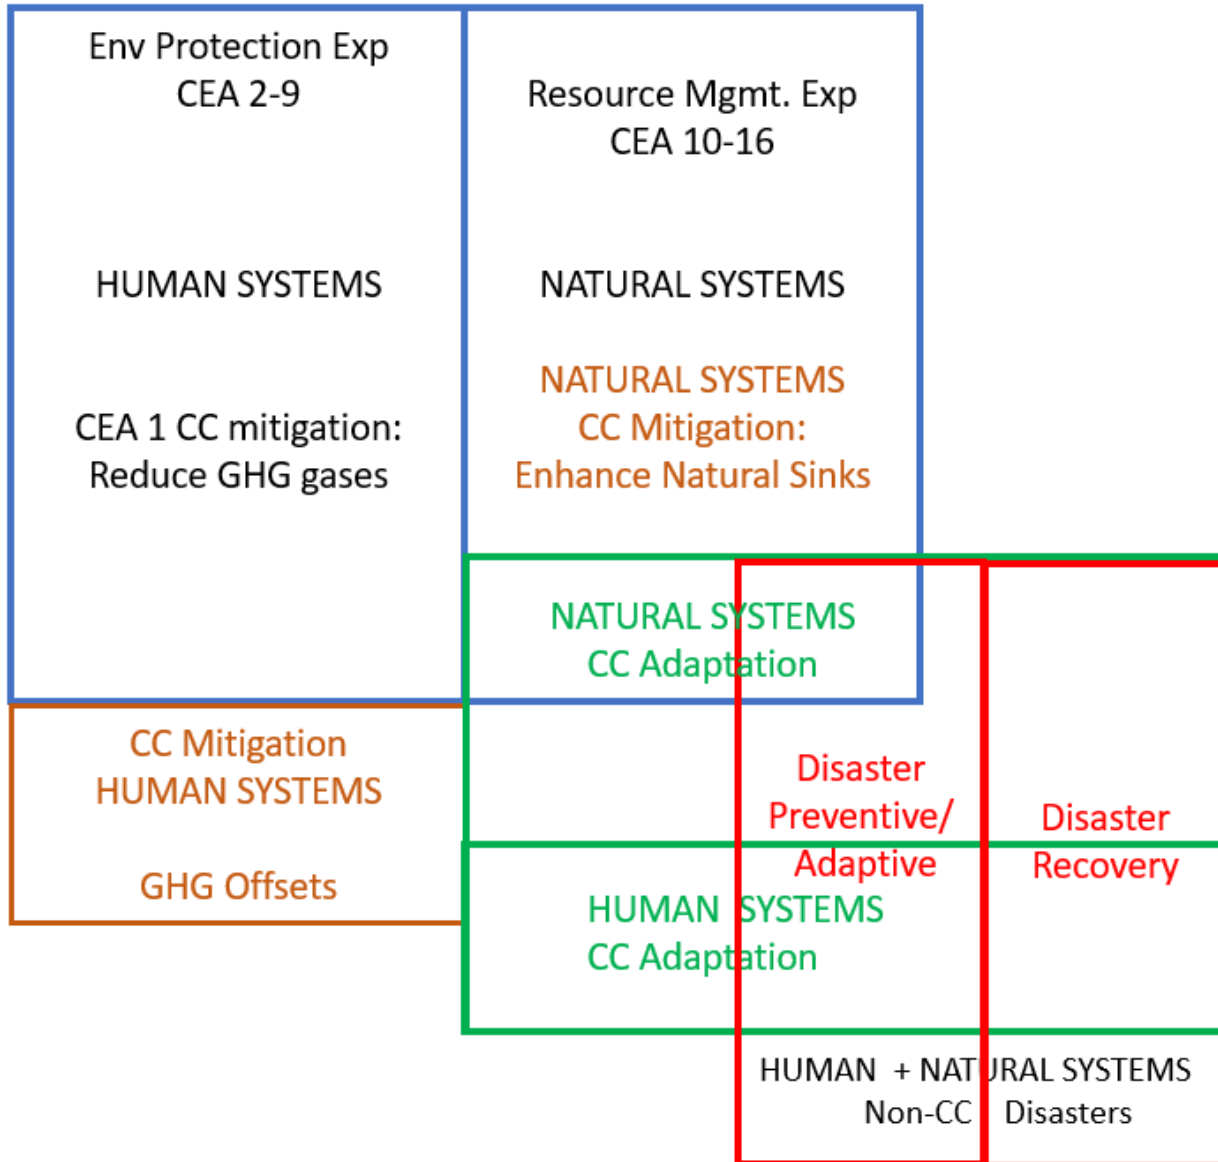 Env Protection Exp
CEA 2-9
Resource Mgmt. Exp
CEA 10-16
HUMAN SYSTEMS
NATURAL SYSTEMS
CEA 1 CC mitigation:
Reduce GHG gases
NATURAL SYSTEMS
CC Mitigation:
Enhance Natural Sinks
NATURAL SYSTEMS
CC Adaptation
CC Mitigation
HUMAN SYSTEMS
GHG Offsets
Disaster
Preventive/
Adaptive
Disaster
Recovery
HUMAN SYSTEMS
CC Adaptation
HUMAN + NATURAL SYSTEMS
Non-CC Disasters